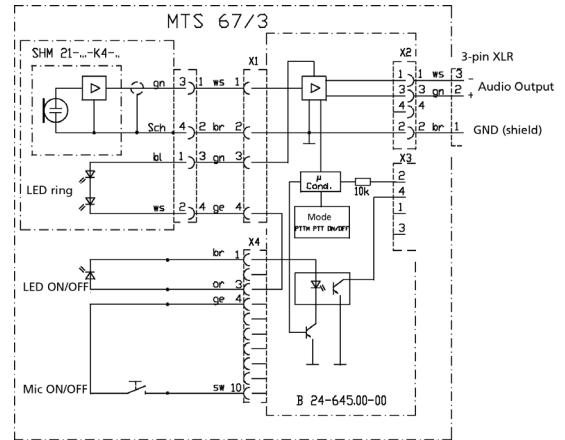 MTS 67/3
SHM 21-...-K4-..
X1
X2
3-pin XLR
gn 3 1 ws 1
1 1 ws 3 -
Audio Output
3 3 gn 2 +
4 4
Sch 4 2 br 2
2 2 br 1
GND (shield)
bl 1 3 gn 3
X3
LED ring
µ Cond.
10k
2
4
1
3
ws 2 4 ge 4
Mode
PTTM PTT ON/OFF
X4
br 1
LED ON/OFF
or 3
ge 4
Mic ON/OFF
sw 10
B 24-645.00-00